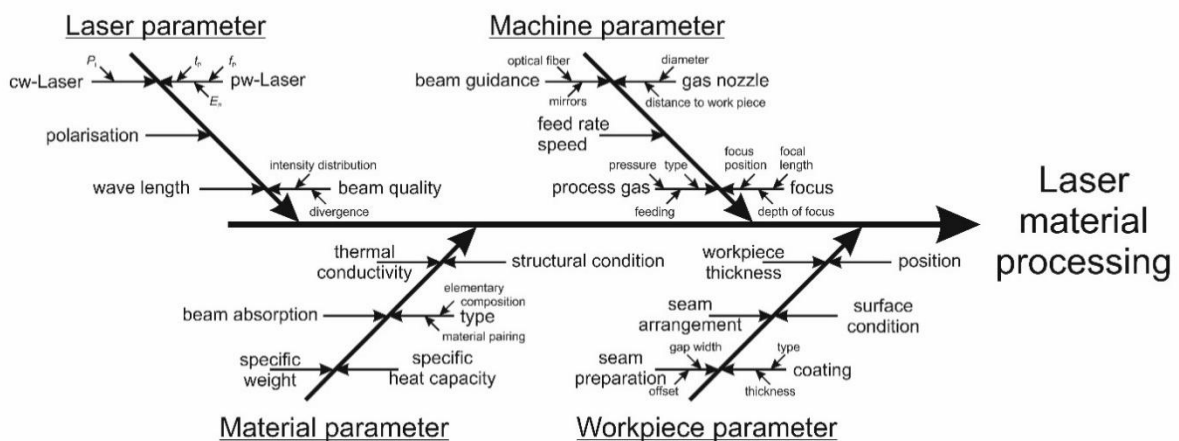 Laser parameter
P_L
t_p
f_p
cw-Laser
pw-Laser
polarisation
intensity distribution
wave length
beam quality
divergence
Machine parameter
optical fiber
diameter
beam guidance
gas nozzle
mirrors
distance to work piece
feed rate
speed
pressure
type
focus
position
focal
length
process gas
focus
feeding
depth of focus
Laser
material
processing
thermal
conductivity
structural condition
elementary
composition
beam absorption
type
material pairing
specific
weight
specific
heat capacity
Material parameter
workpiece
thickness
position
seam
arrangement
surface
condition
gap width
type
seam
preparation
coating
offset
thickness
Workpiece parameter